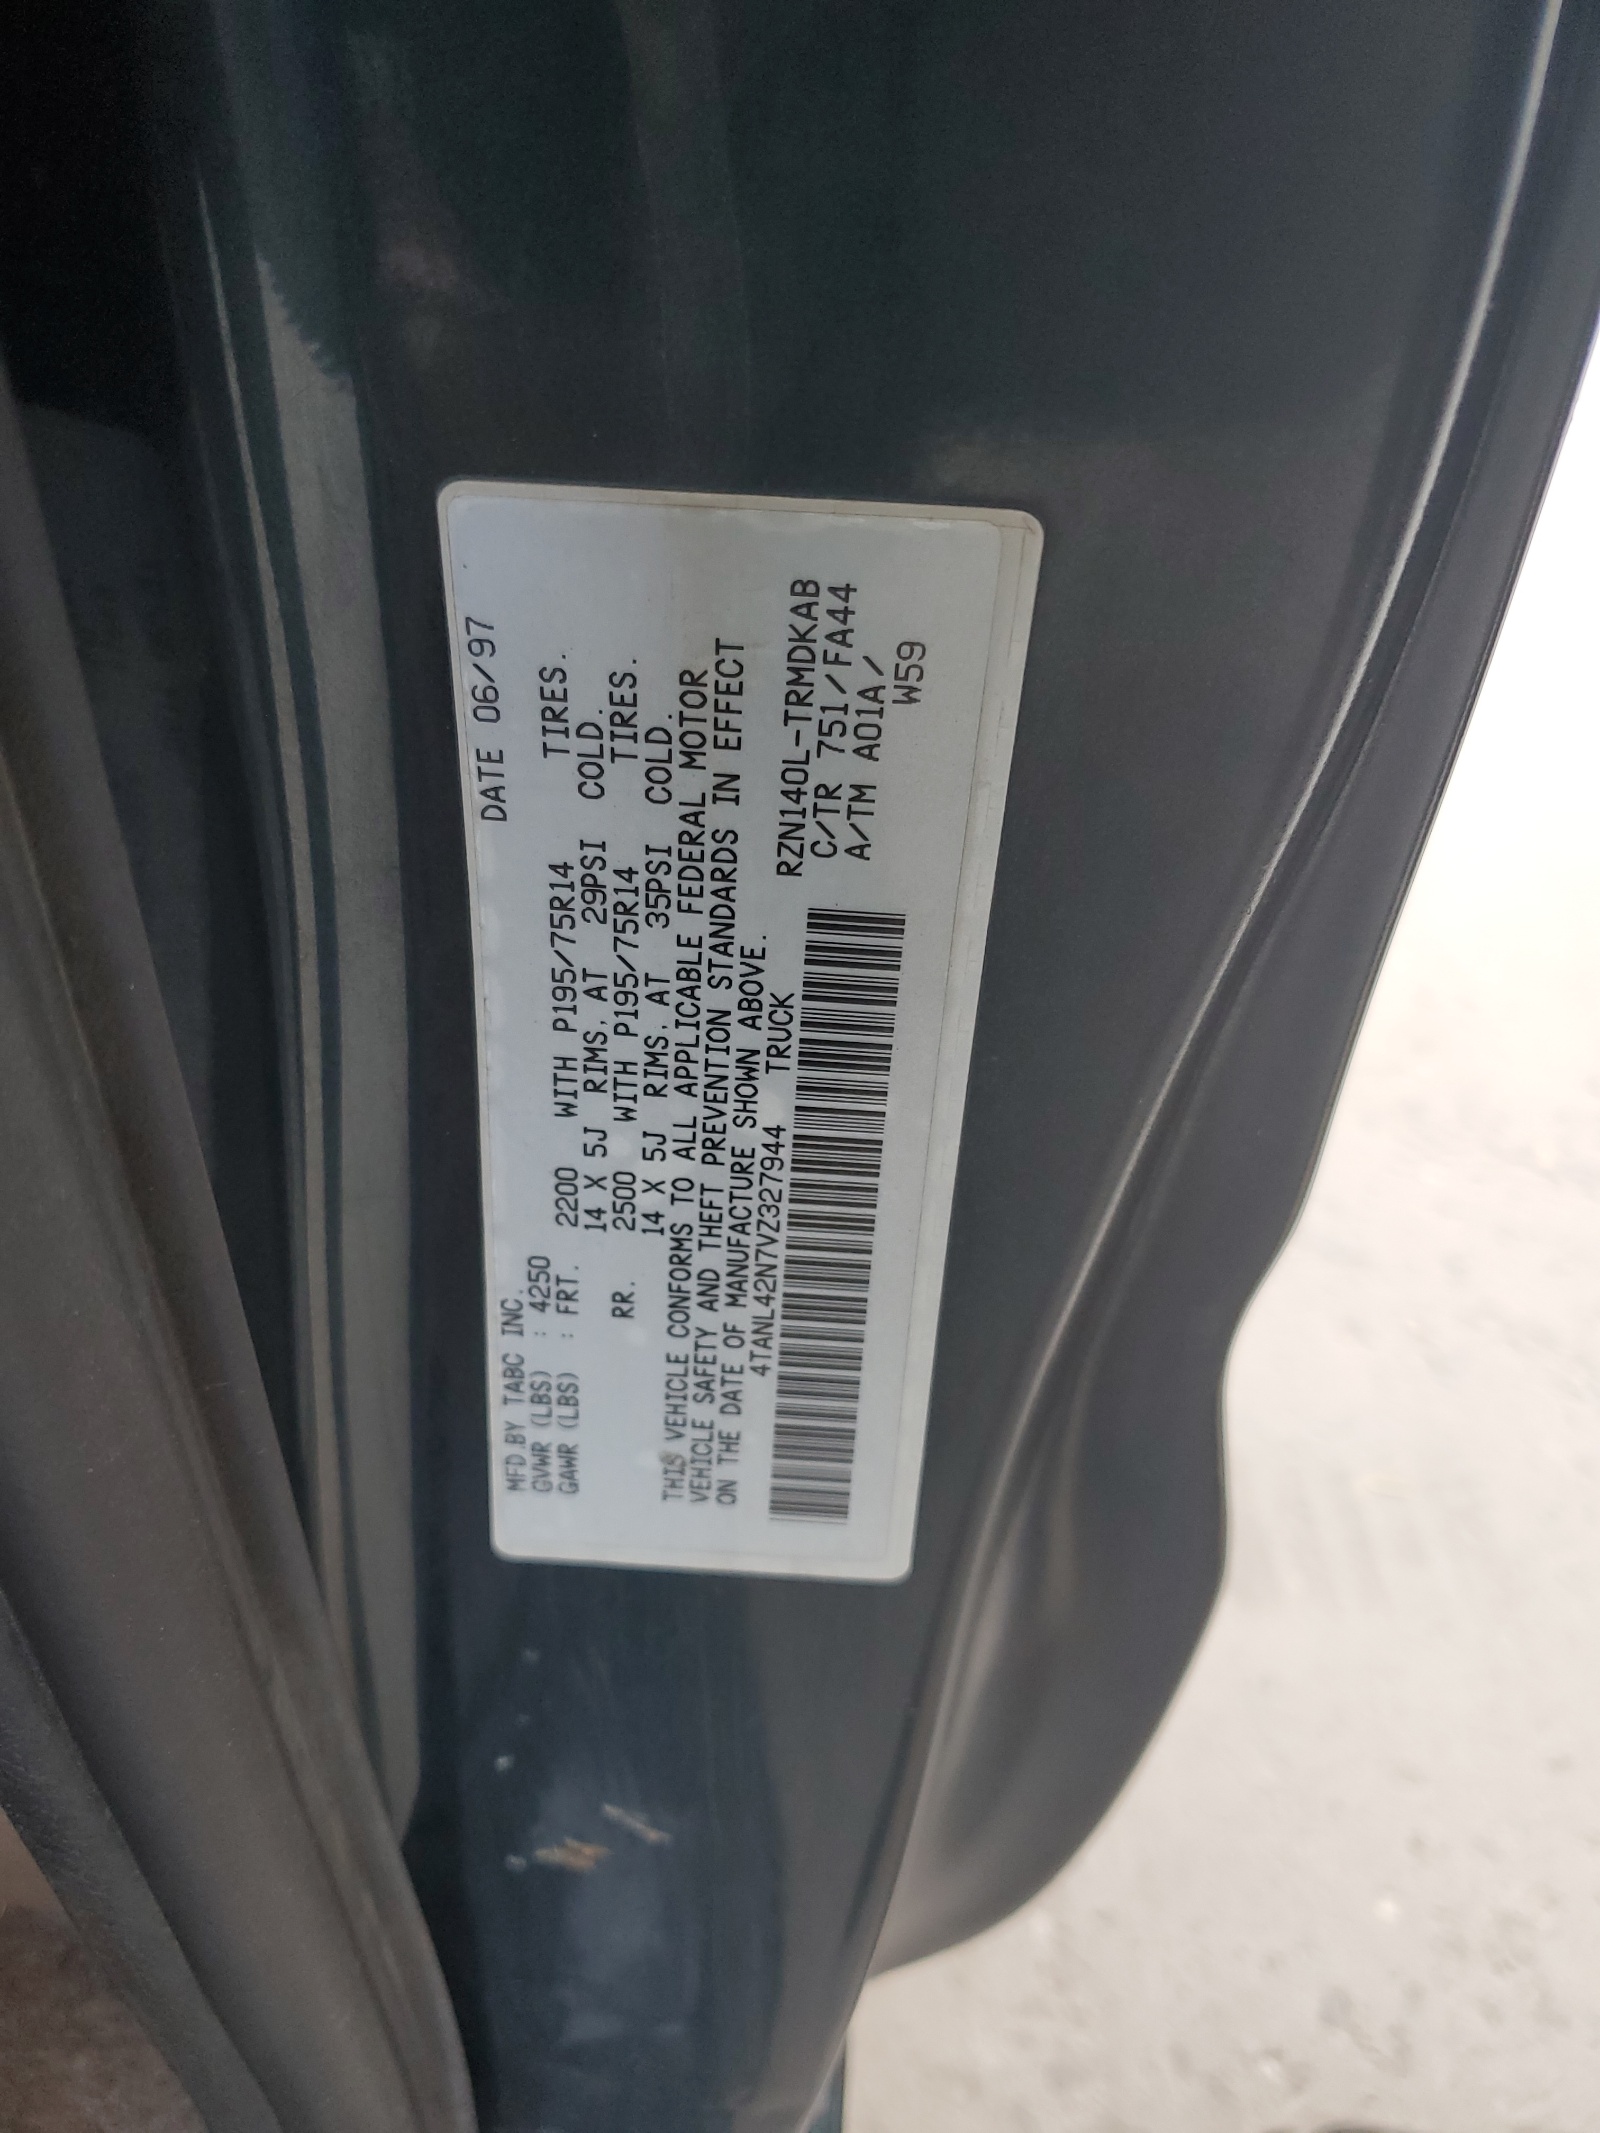 MFD.BY TABC INC. DATE 06/97
GVWR (LBS) : 4250
GAWR (LBS) : FRT. 2200 WITH P195/75R14 TIRES.
14 X 5J RIMS, AT 29PSI COLD.
RR. 2500 WITH P195/75R14 TIRES.
14 X 5J RIMS, AT 35PSI COLD.
THIS VEHICLE CONFORMS TO ALL APPLICABLE FEDERAL MOTOR
VEHICLE SAFETY AND THEFT PREVENTION STANDARDS IN EFFECT
ON THE DATE OF MANUFACTURE SHOWN ABOVE.
4TANL42N7VZ327944 TRUCK
RZN140L-TRMDKAB
C/TR 751/FA44
A/TM A01A/
W59